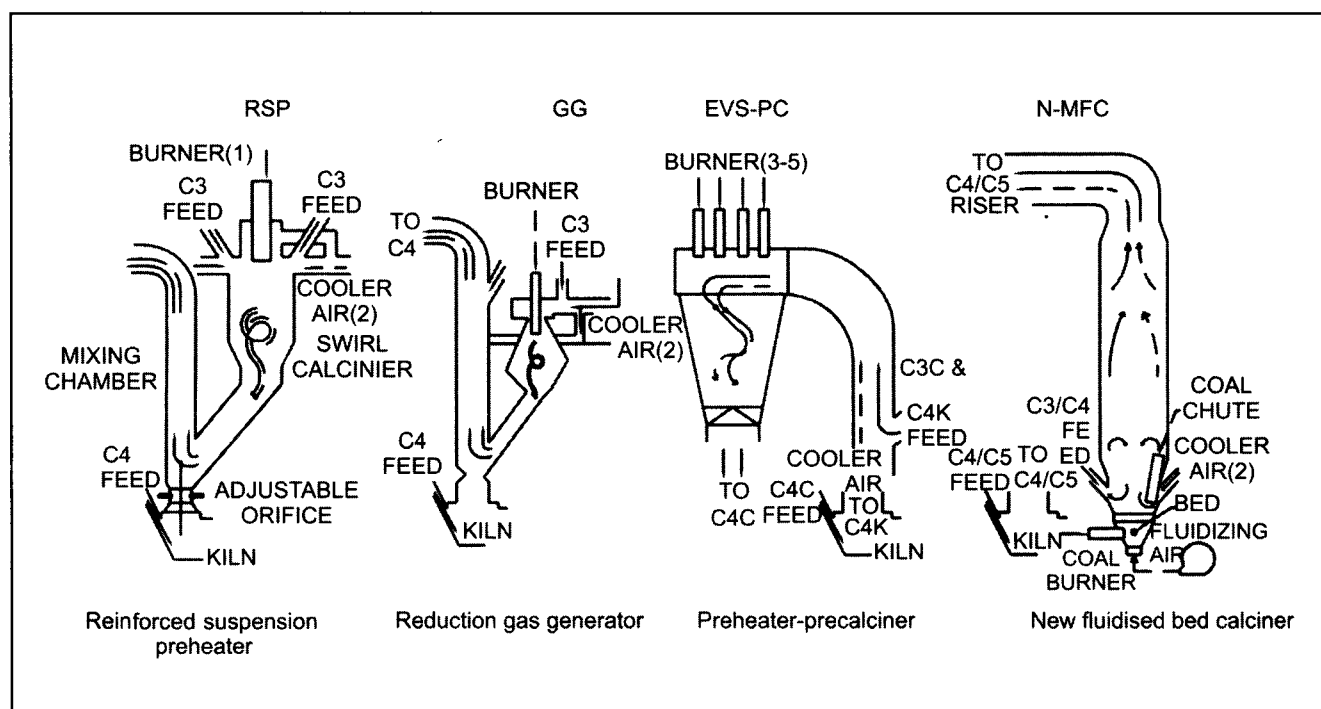 RSP
GG
EVS-PC
N-MFC
BURNER(1)
C3
FEED
C3
FEED
COOLER
AIR(2)
SWIRL
CALCINIER
MIXING
CHAMBER
C4
FEED
ADJUSTABLE
ORIFICE
KILN
BURNER
TO
C4
C3
FEED
COOLER
AIR(2)
C4
FEED
KILN
BURNER(3-5)
C3C &
C4K
FEED
COOLER
AIR
TO
C4C
C4C
FEED
TO
C4K
KILN
TO
C4/C5
RISER
COAL
CHUTE
C3/C4
FE
ED
COOLER
AIR(2)
C4/C5
FEED
TO
C4/C5
BED
KILN
FLUIDIZING
AIR
COAL
BURNER
Reinforced suspension
preheater
Reduction gas generator
Preheater-precalciner
New fluidised bed calciner